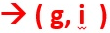 → ( g, i )